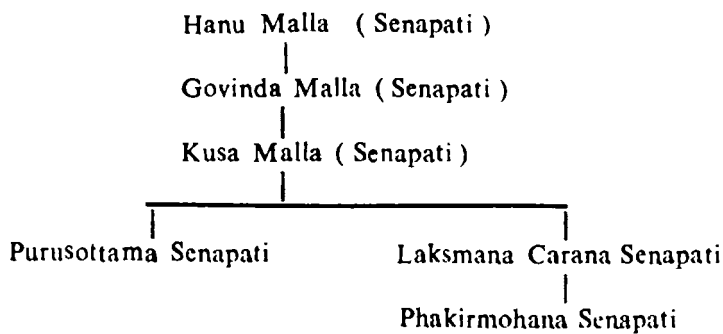 Hanu Malla ( Senapati )
Govinda Malla ( Senapati )
Kusa Malla ( Senapati )
Purusottama Senapati Laksmana Carana Senapati
Phakirmohana Senapati